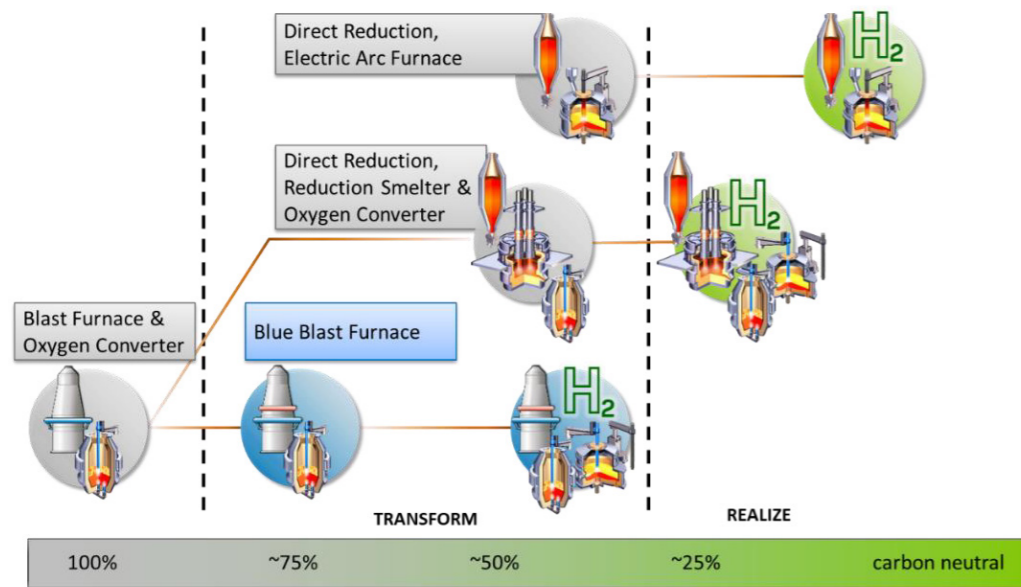 Direct Reduction,
Electric Arc Furnace
H₂
Direct Reduction,
Reduction Smelter &
Oxygen Converter
H₂
Blast Furnace &
Oxygen Converter
Blue Blast Furnace
H₂
TRANSFORM
REALIZE
100%
~75%
~50%
~25%
carbon neutral